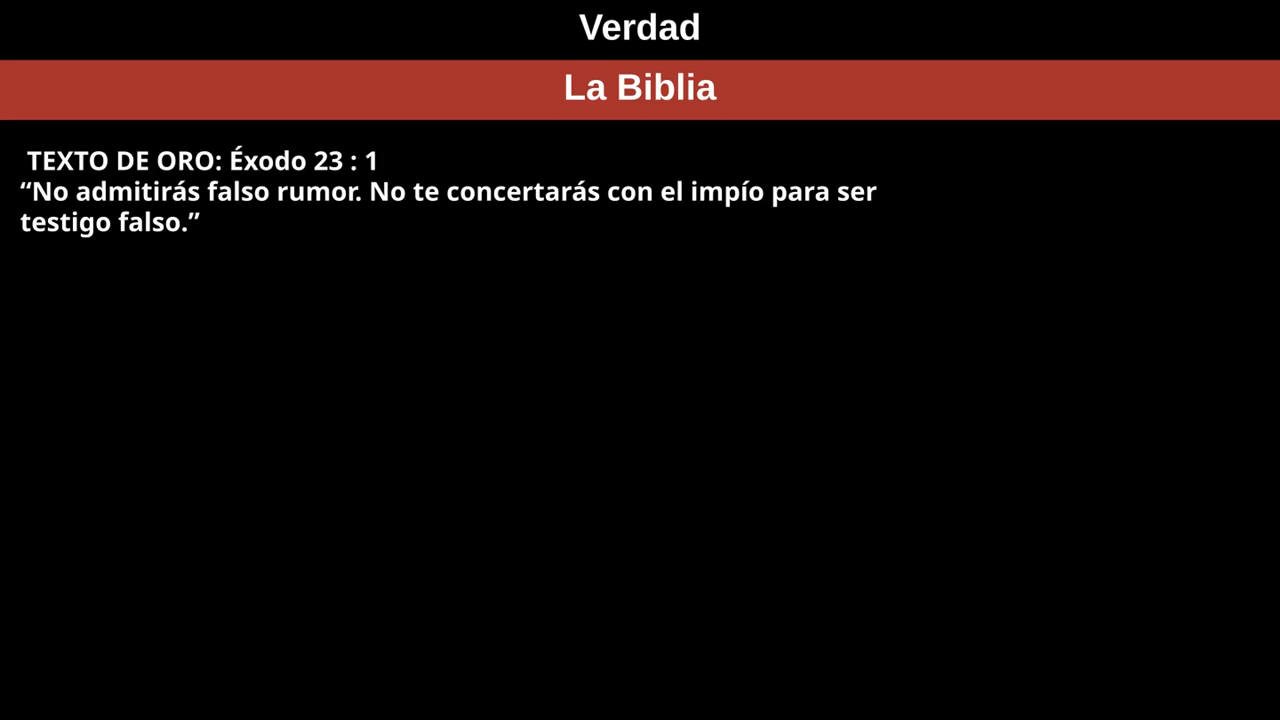 Verdad
La Biblia
TEXTO DE ORO: Éxodo 23 : 1
“No admitirás falso rumor. No te concertarás con el impío para ser
testigo falso.”